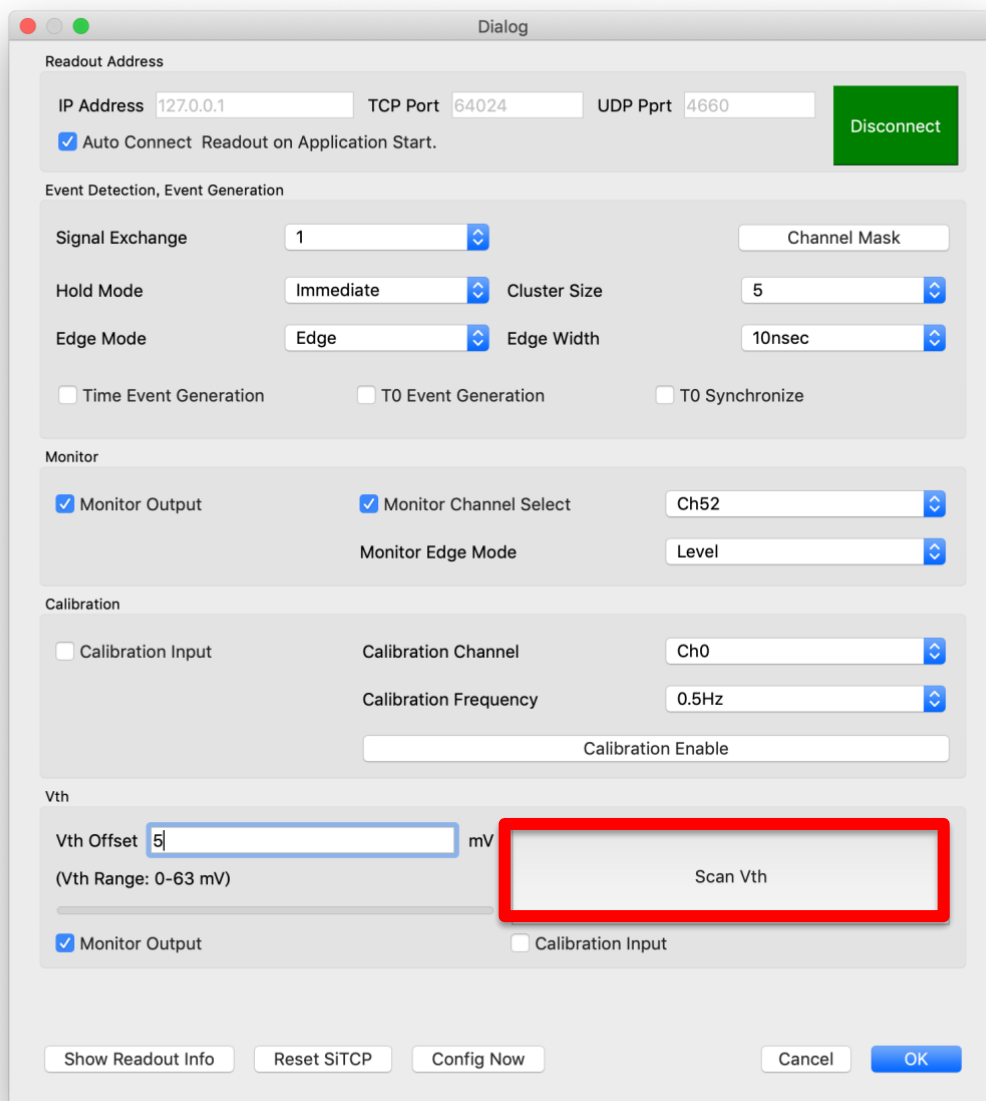 Dialog
Readout Address
IP Address 127.0.0.1 TCP Port 64024 UDP Pprt 4660
Disconnect
Auto Connect Readout on Application Start.
Event Detection, Event Generation
Signal Exchange 1 Channel Mask
Hold Mode Immediate Cluster Size 5
Edge Mode Edge Edge Width 10nsec
Time Event Generation T0 Event Generation T0 Synchronize
Monitor
Monitor Output Monitor Channel Select Ch52
Monitor Edge Mode Level
Calibration
Calibration Input Calibration Channel Ch0
Calibration Frequency 0.5Hz
Calibration Enable
Vth
Vth Offset 5 mV
Scan Vth
(Vth Range: 0-63 mV)
Monitor Output Calibration Input
Show Readout Info Reset SiTCP Config Now Cancel OK